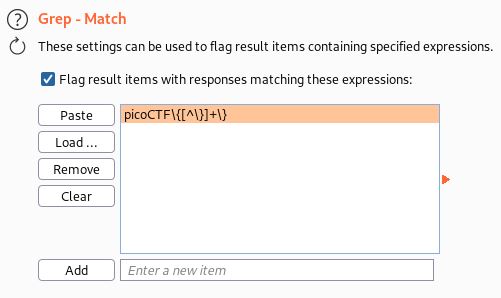 Grep - Match
These settings can be used to flag result items containing specified expressions.
Flag result items with responses matching these expressions:
Paste
picoCTF\{[^\}]+\}
Load ...
Remove
Clear
Add
Enter a new item